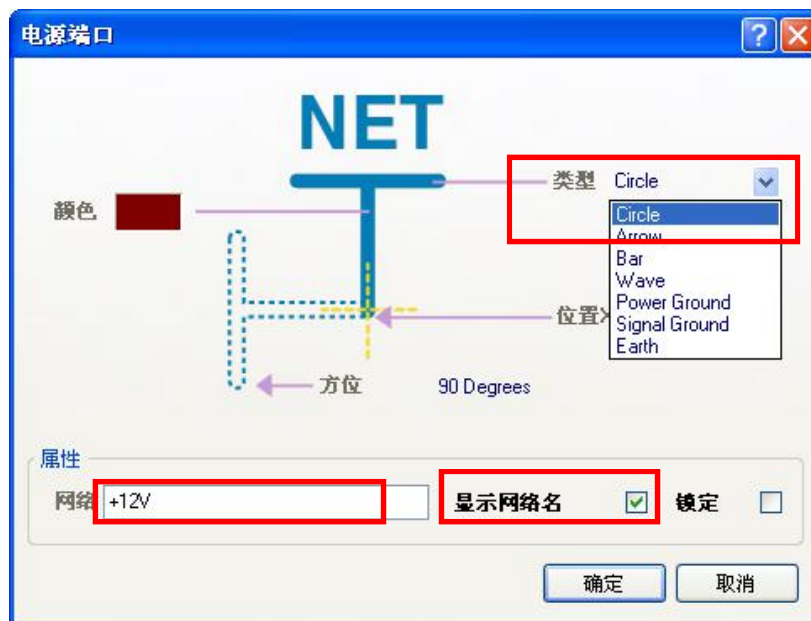 电源端口
NET
类型 Circle
颜色
Circle
Arrow
Bar
Wave
位置X
Power Ground
Signal Ground
Earth
方位 90 Degrees
属性
网络 +12V 显示网络名 锁定
确定 取消